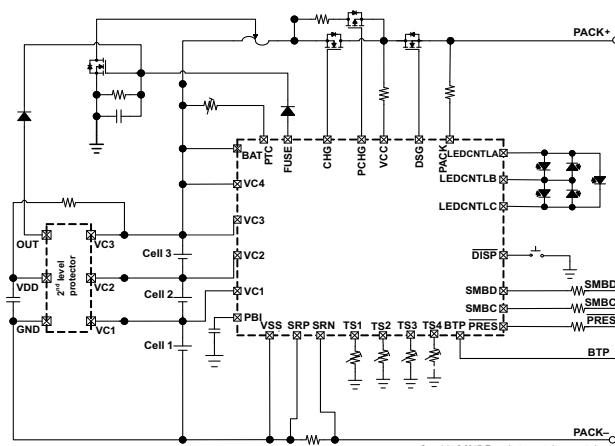 PACK+
BAT
PTC
FUSE
CHG
PCHG
VCC
DSG
PACK
LEDCNTLA
LEDCNTLB
LEDCNTLC
VC4
VC3
VC2
VC1
PBI
OUT
VDD
GND
2nd level
protector
VC3
VC2
VC1
Cell 3
Cell 2
Cell 1
DISP
SMBD
SMBC
PRES
SMBD
SMBC
PRES
VSS
SRP
SRN
TS1
TS2
TS3
TS4
BTP
BTP
PACK–